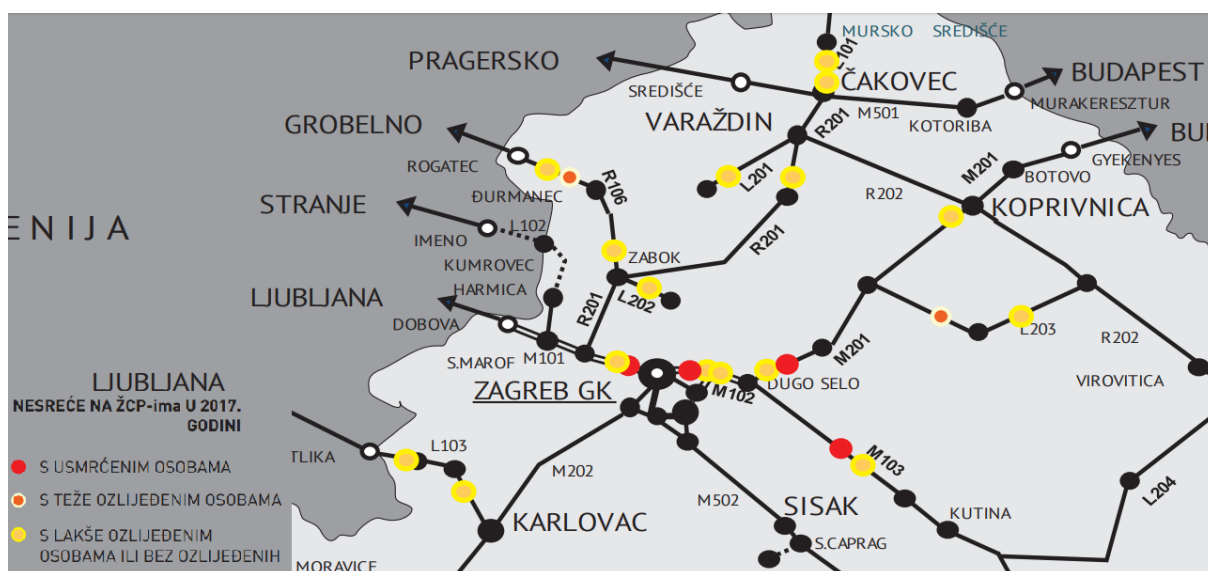 MURSKO SREDIŠĆE
L101
PRAGERSKO
SREDIŠĆE
ČAKOVEC
BUDAPEST
MURAKERESZTUR
M501
KOTORIBA
VARAŽDIN
R201
GROBELNO
ROGATEC
BU
GYEKENYES
M201
BOTOVO
L201
R202
KOPRIVNICA
R106
ĐURMANEC
STRANJE
ENIJA
IMENO
L102
KUMROVEC
HARMICA
ZABOK
R201
L202
LJUBLJANA
DOBOVA
R201
S.MAROF
M101
M201
L203
R202
VIROVITICA
DUGO SELO
ZAGREB GK
M102
LJUBLJANA
NESREĆE NA ŽCP-ima U 2017.
GODINI
TLIKA
L103
M202
M103
S USMRĆENIM OSOBAMA
S TEŽE OZLIJEĐENIM OSOBAMA
S LAKŠE OZLIJEĐENIM
OSOBAMA ILI BEZ OZLIJEĐENIH
KARLOVAC
M502
SISAK
S.CAPRAG
KUTINA
L204
MORAVICE